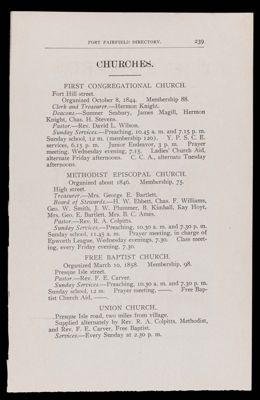 FORT FAIRFIELD DIRECTORY. 239
CHURCHES.
FIRST CONGREGATIONAL CHURCH.
Fort Hill street.
Organized October 8, 1844. Membership 88.
Clerk and Treasurer.—Hermon Knight.
Deacons.—Sumner Seabury, James Magill, Hermon
Knight, Chas. H. Stevens.
Pastor.—Rev. David L. Wilson.
Sunday Services.—Preaching, 10.45 a. m. and 7.15 p. m.
Sunday school, 12 m. (membership 120). Y. P. S. C. E.
services, 6.15 p. m. Junior Endeavor, 3 p. m. Prayer
meeting, Wednesday evening, 7.15. Ladies' Church Aid,
alternate Friday afternoons. C. C. A., alternate Tuesday
afternoons.
METHODIST EPISCOPAL CHURCH.
Organized about 1846. Membership, 75.
High street.
Treasurer.—Mrs. George E. Bartlett.
Board of Stewards.—H. W. Ebbett, Chas. F. Williams,
Geo. W. Smith, J. W. Plummer, B. Kimball, Kay Hoyt,
Mrs. Geo. E. Bartlett, Mrs. B. C. Ames.
Pastor.—Rev. R. A. Colpitts.
Sunday Services.—Preaching, 10.30 a. m. and 7.30 p. m.
Sunday school, 11.45 a. m. Prayer meeting, in charge of
Epworth League, Wednesday evenings, 7.30. Class meet-
ing, every Friday evening, 7.30.
FREE BAPTIST CHURCH.
Organized March 10, 1858. Membership, 98.
Presque Isle street.
Pastor.—Rev. F. E. Carver.
Sunday Services.—Preaching, 10.30 a. m. and 7.30 p. m.
Sunday school, 12 m. Prayer meeting, ——. Free Bap-
tist Church Aid, ——.
UNION CHURCH.
Presque Isle road, two miles from village.
Supplied alternately by Rev. R. A. Colpitts, Methodist,
and Rev. F. E. Carver, Free Baptist.
Services.—Every Sunday at 2.30 p. m.